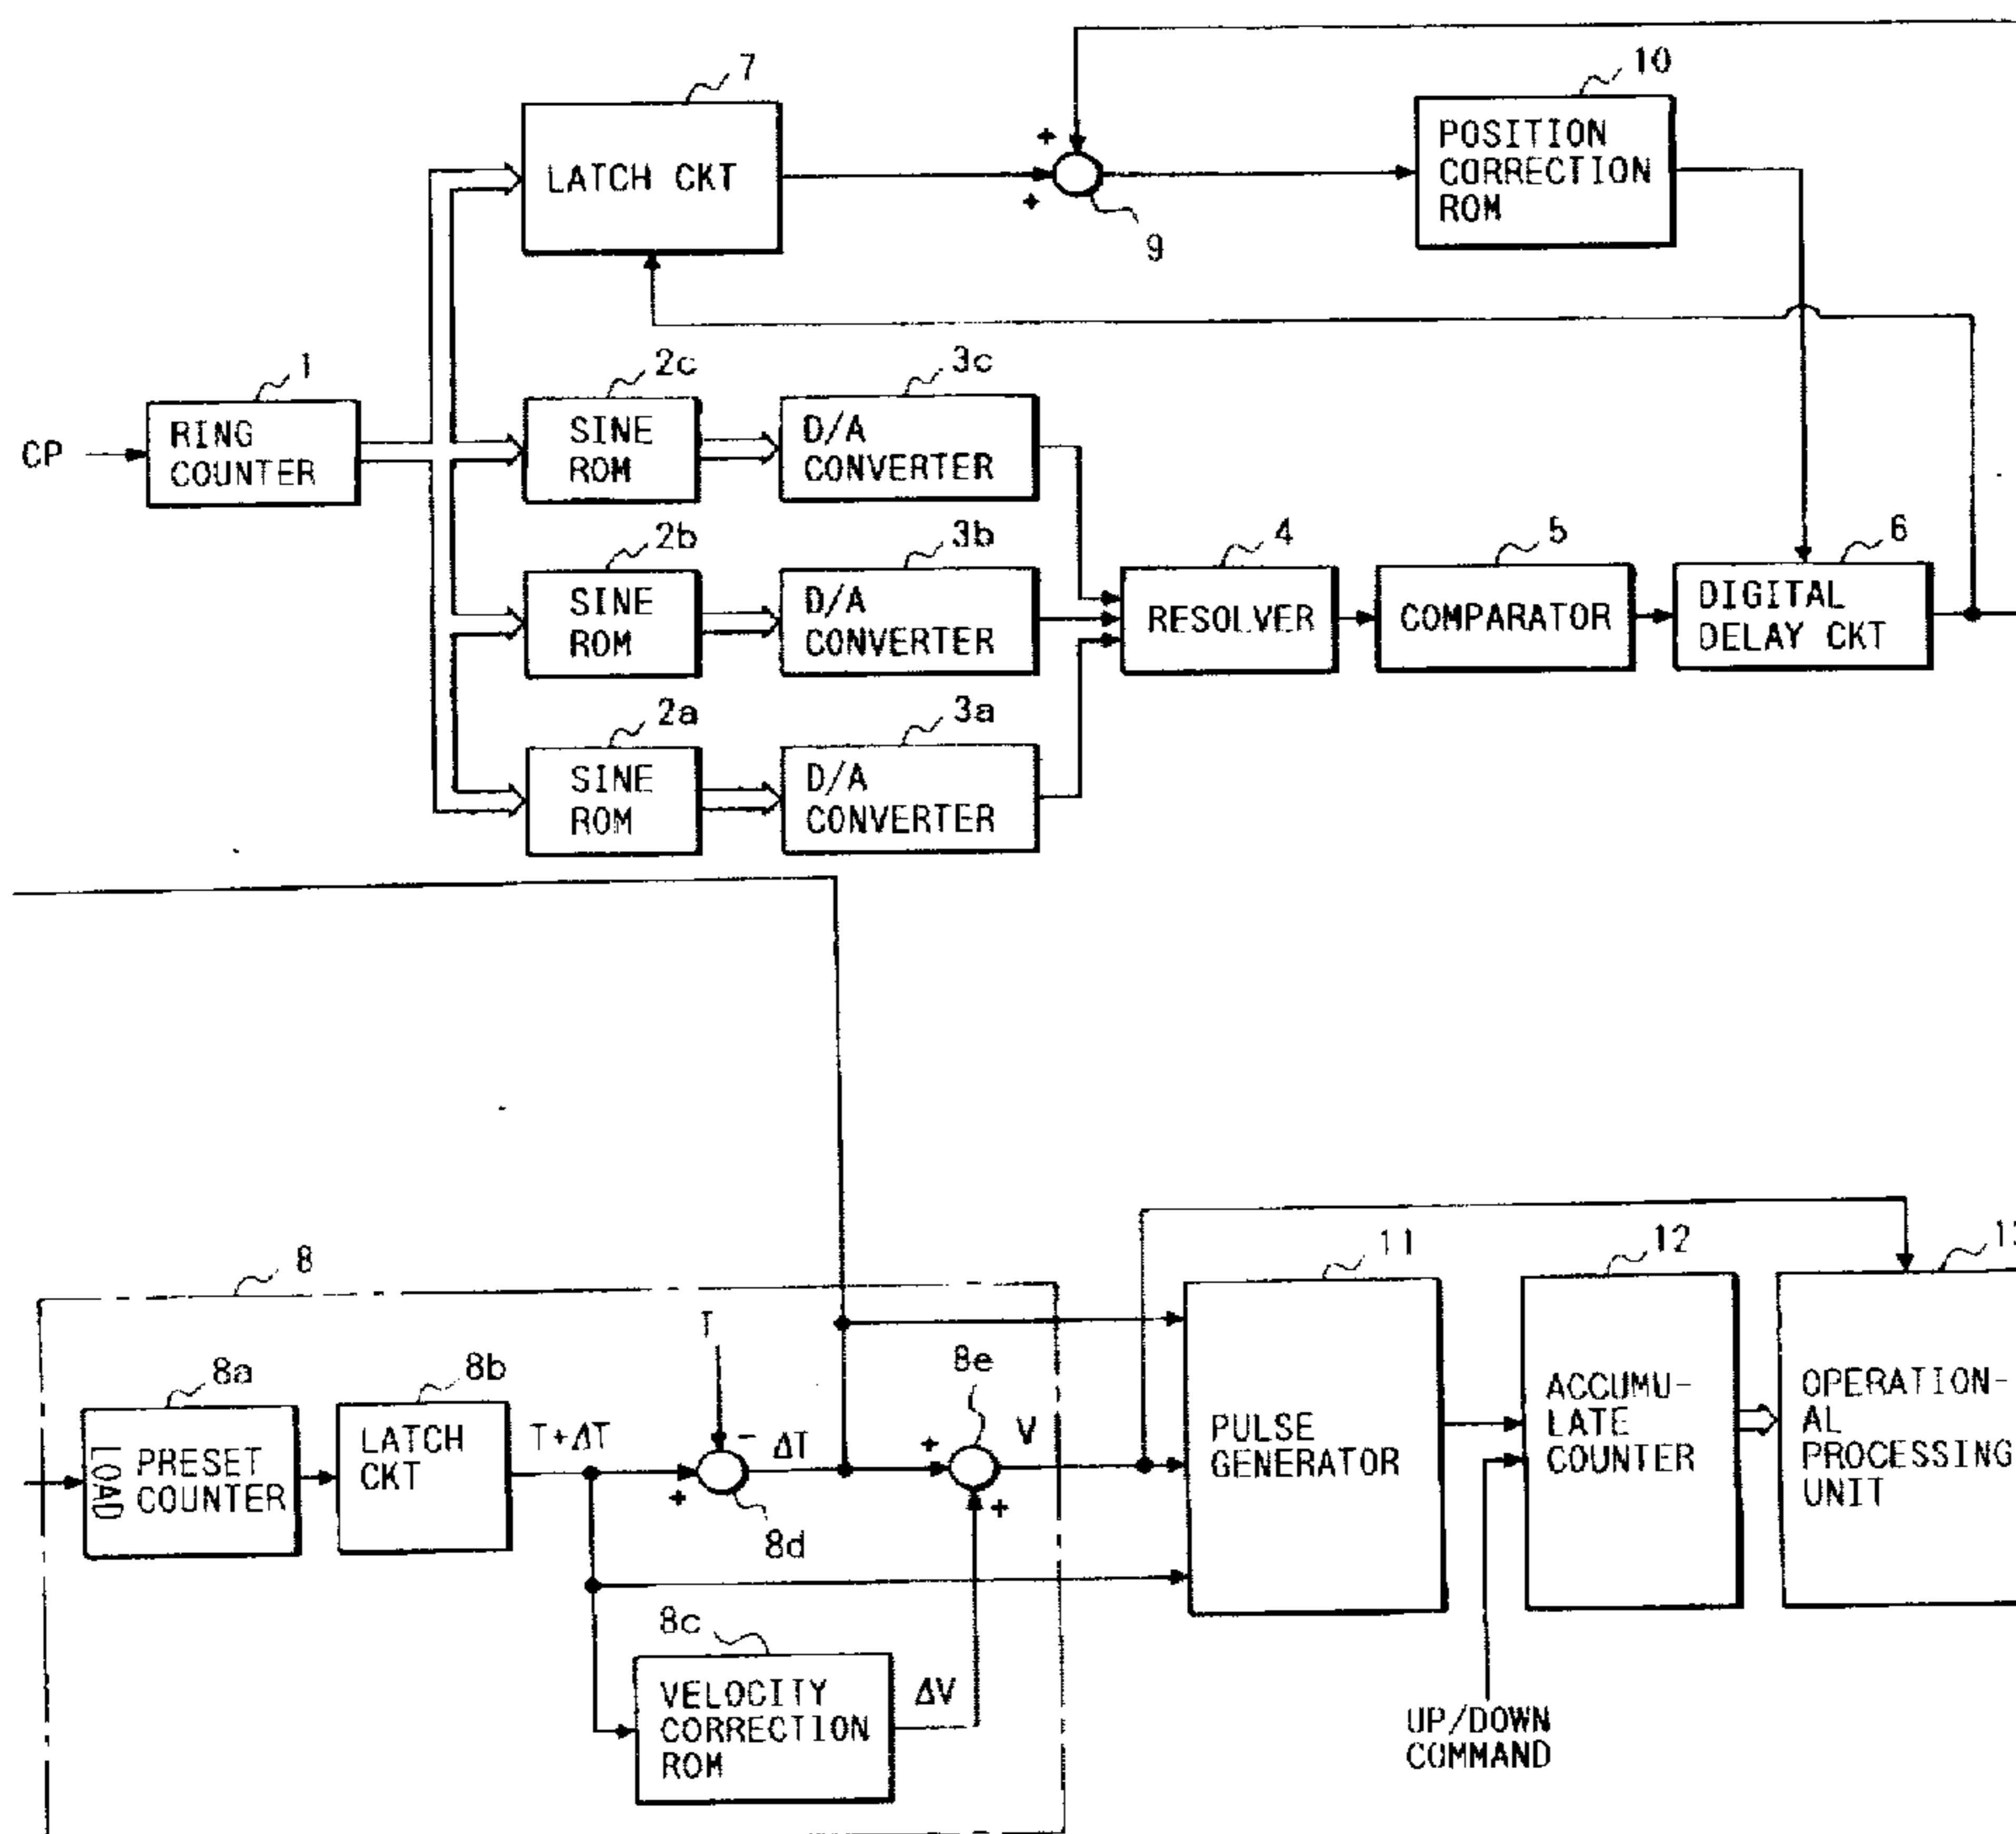 7
LATCH CKT
+
+
9
10
POSITION
CORRECTION
ROM
CP
1
RING
COUNTER
2c
SINE
ROM
3c
D/A
CONVERTER
2b
SINE
ROM
3b
D/A
CONVERTER
2a
SINE
ROM
3a
D/A
CONVERTER
4
RESOLVER
5
COMPARATOR
6
DIGITAL
DELAY CKT
8
8a
LOAD
PRESET
COUNTER
8b
LATCH
CKT
T+ΔT
T
-
+
8d
ΔT
8e
+
+
V
8c
VELOCITY
CORRECTION
ROM
ΔV
11
PULSE
GENERATOR
12
ACCUMU-
LATE
COUNTER
UP/DOWN
COMMAND
OPERATION-
AL
PROCESSING
UNIT